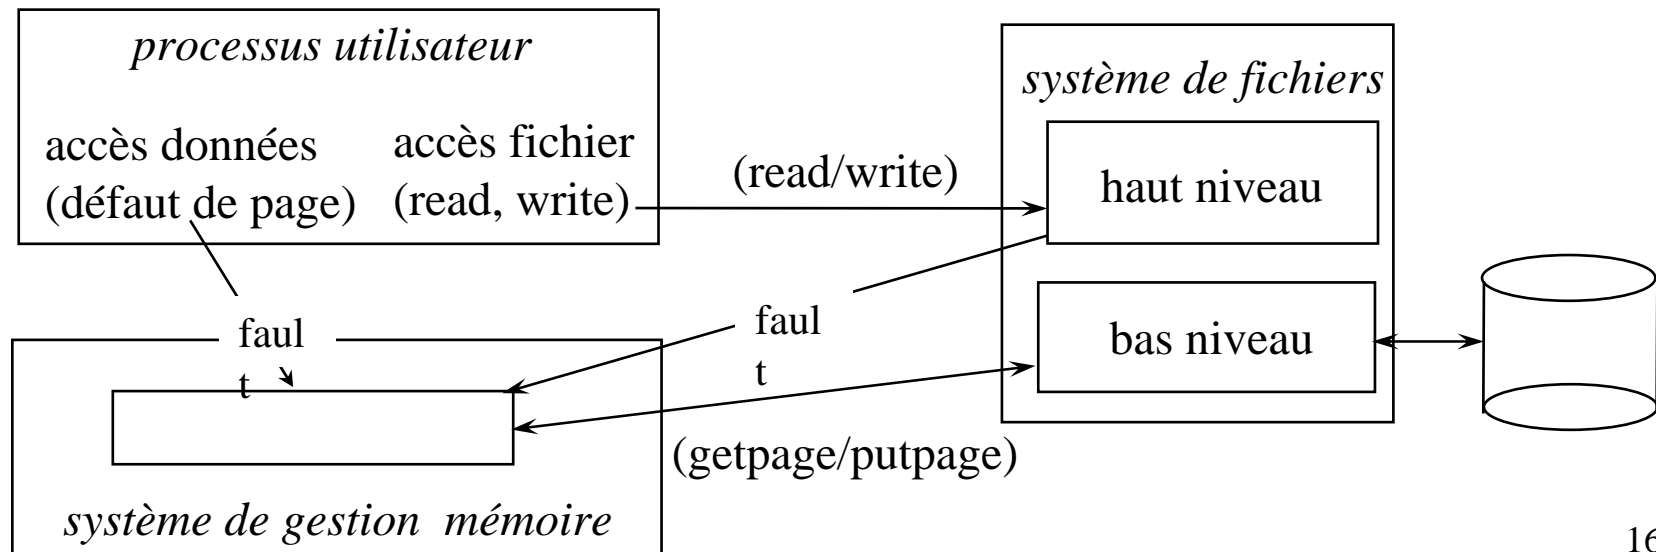 processus utilisateur
accès données
(défaut de page)
accès fichier
(read, write)
(read/write)
système de fichiers
haut niveau
bas niveau
faul
t
faul
t
(getpage/putpage)
système de gestion mémoire
16